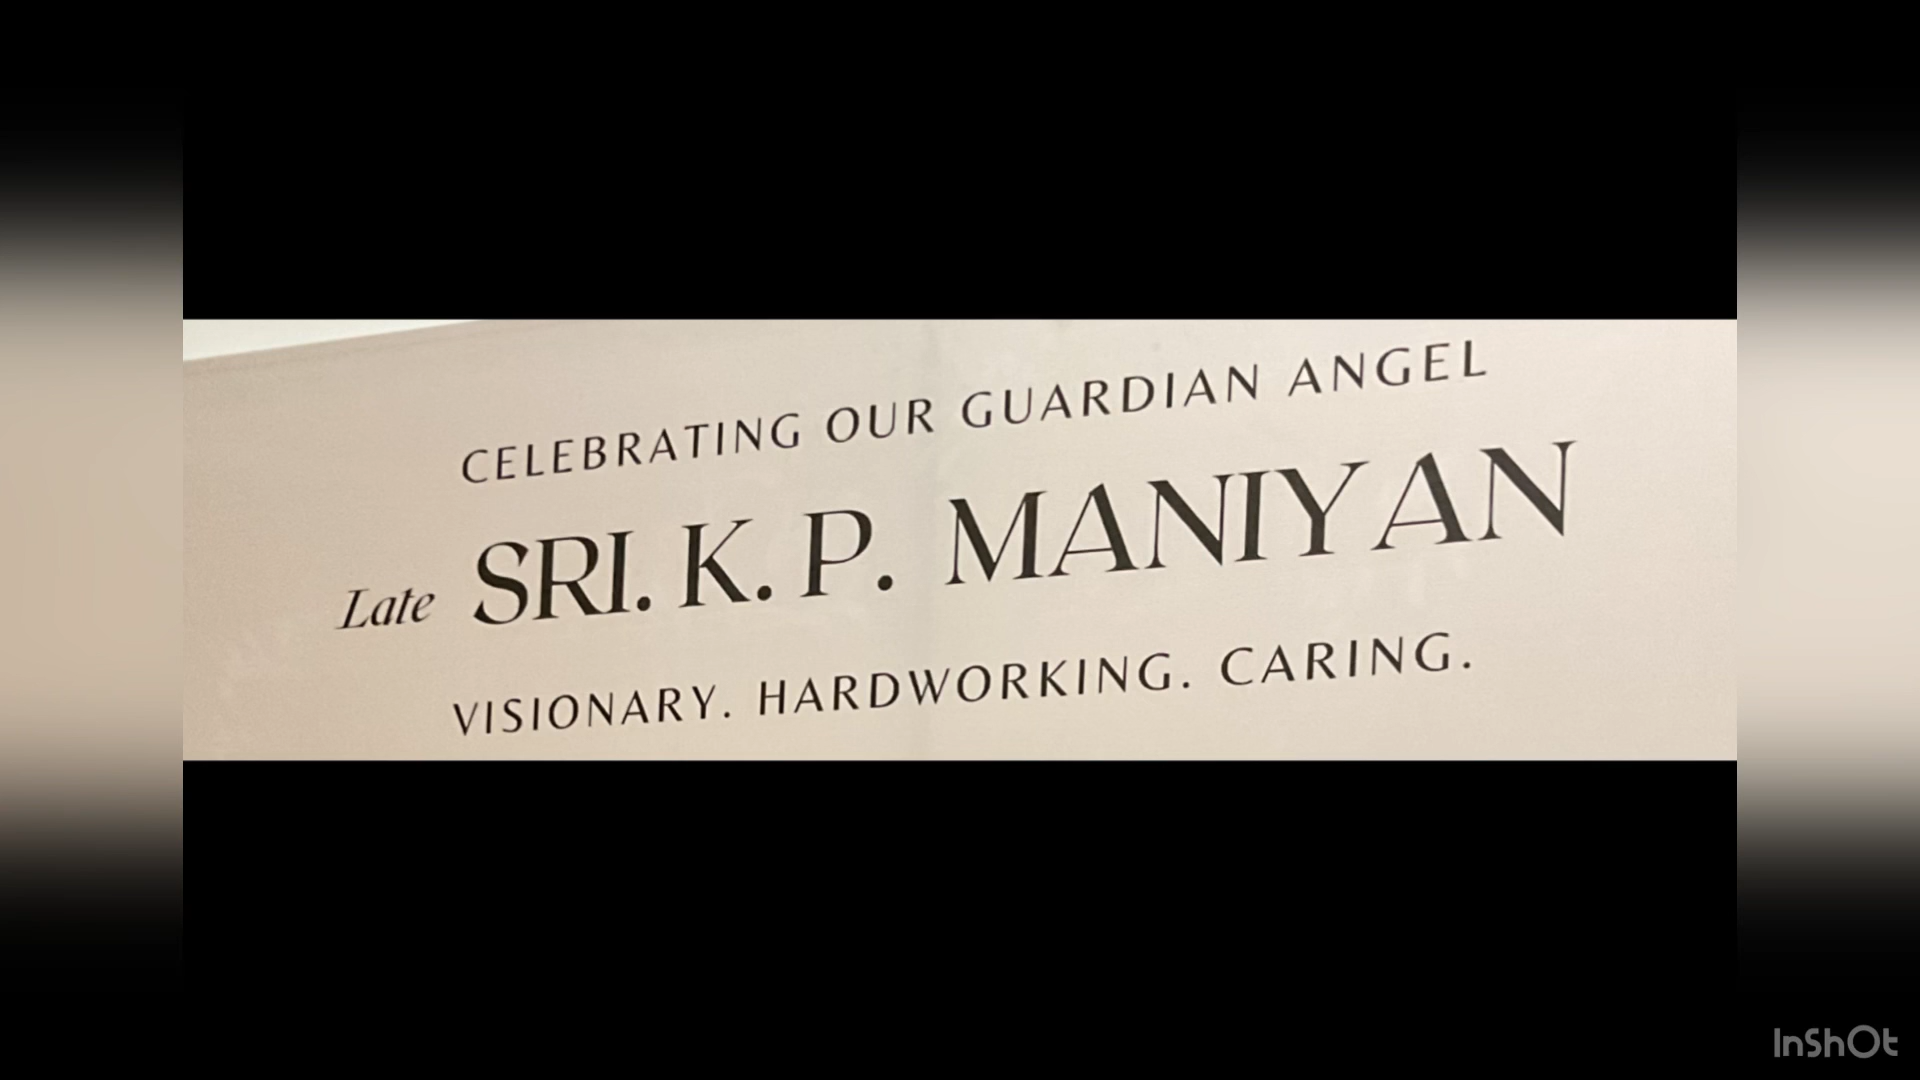 CELEBRATING OUR GUARDIAN ANGEL
Late SRI. K. P. MANIYAN
VISIONARY. HARDWORKING. CARING.
InShOt